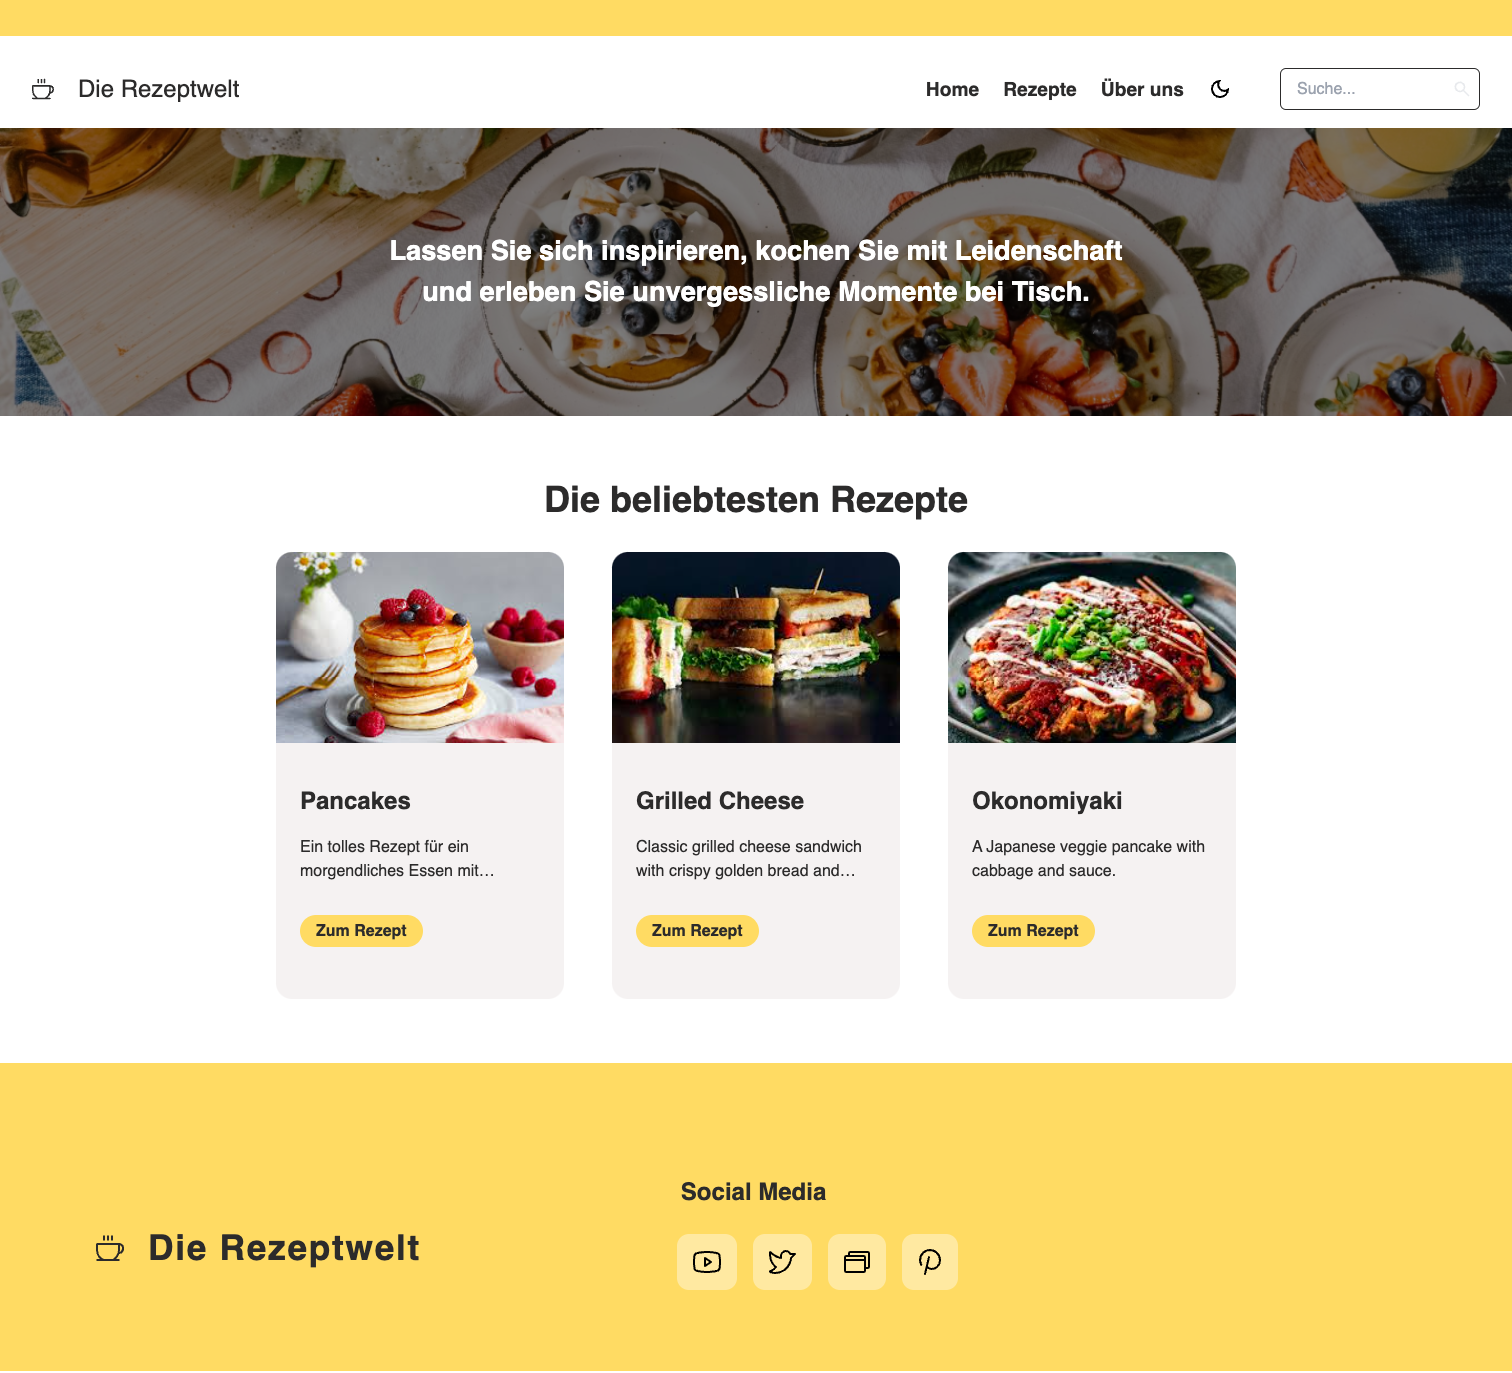 Die Rezeptwelt
Home
Rezepte
Über uns
Suche...
Lassen Sie sich inspirieren, kochen Sie mit Leidenschaft
und erleben Sie unvergessliche Momente bei Tisch.
Die beliebtesten Rezepte
Pancakes
Ein tolles Rezept für ein
morgendliches Essen mit…
Zum Rezept
Grilled Cheese
Classic grilled cheese sandwich
with crispy golden bread and…
Zum Rezept
Okonomiyaki
A Japanese veggie pancake with
cabbage and sauce.
Zum Rezept
Die Rezeptwelt
Social Media